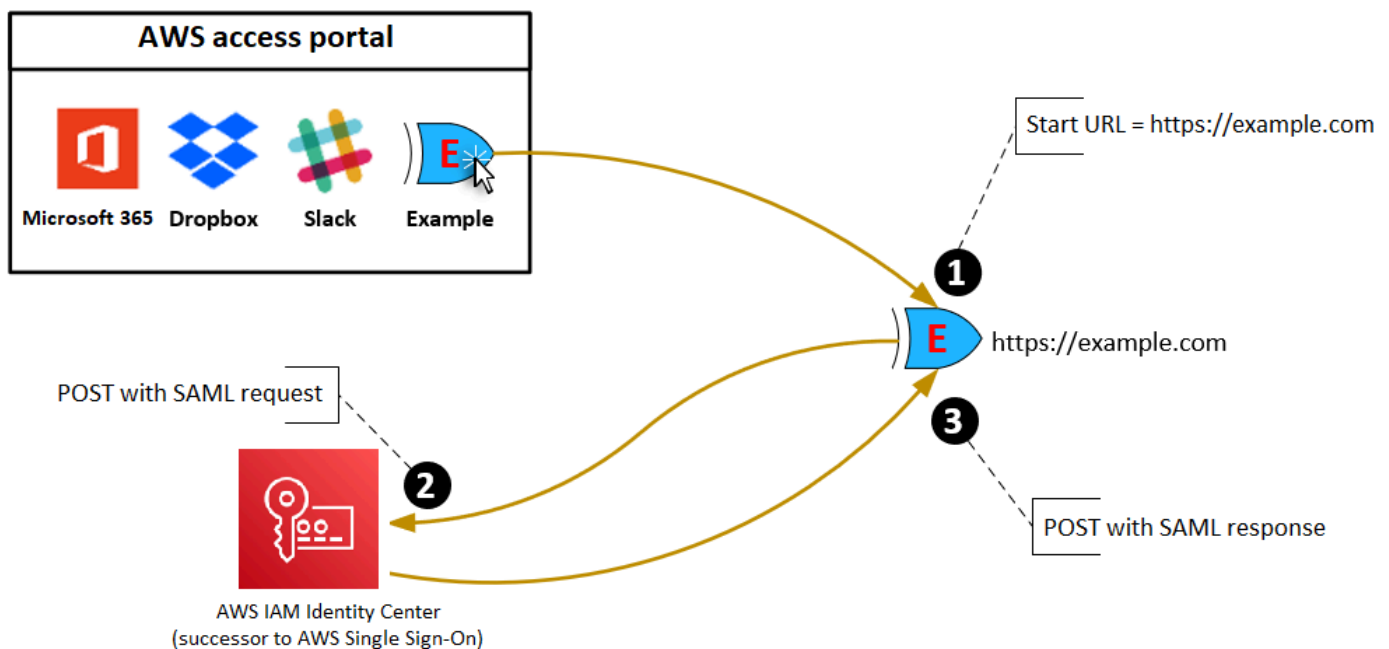 AWS access portal
E
Microsoft 365
Dropbox
Slack
Example
Start URL = https://example.com
1
E
https://example.com
POST with SAML request
2
3
POST with SAML response
AWS IAM Identity Center
(successor to AWS Single Sign-On)